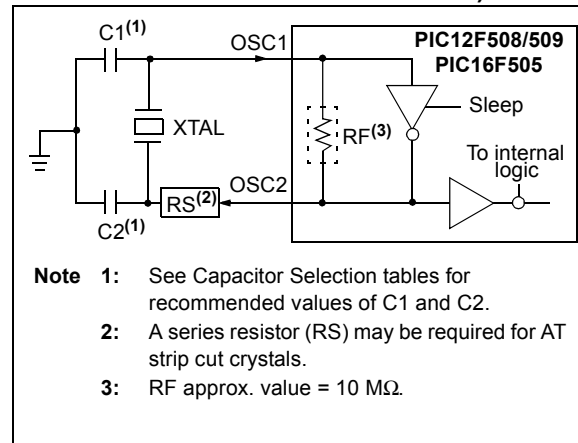 C1(1)
OSC1
PIC12F508/509
PIC16F505
Sleep
XTAL
RF(3)
To internal
logic
OSC2
RS(2)
C2(1)
Note 1: See Capacitor Selection tables for
recommended values of C1 and C2.
2: A series resistor (RS) may be required for AT
strip cut crystals.
3: RF approx. value = 10 MΩ.